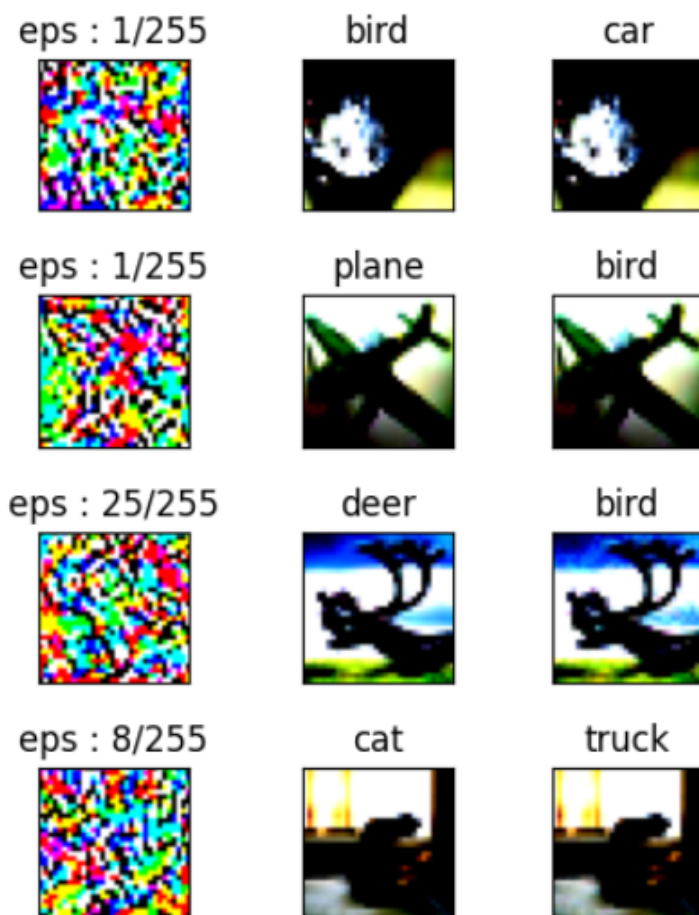 eps : 1/255 bird car
eps : 1/255 plane bird
eps : 25/255 deer bird
eps : 8/255 cat truck